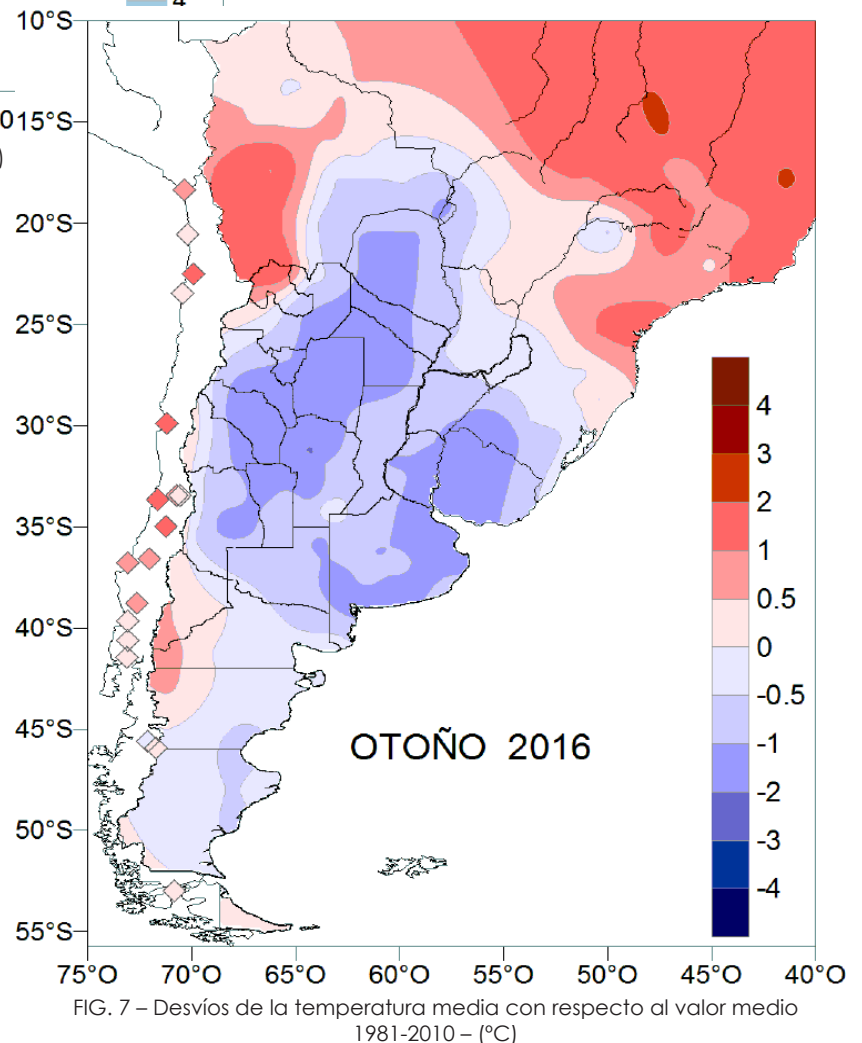 4
10°S
01
15°S
)
20°S
25°S
30°S
35°S
40°S
45°S
50°S
55°S
4
3
2
1
0.5
0
-0.5
-1
-2
-3
-4
OTOÑO 2016
75°O 70°O 65°O 60°O 55°O 50°O 45°O 40°O
FIG. 7 – Desvíos de la temperatura media con respecto al valor medio
1981-2010 – (ºC)